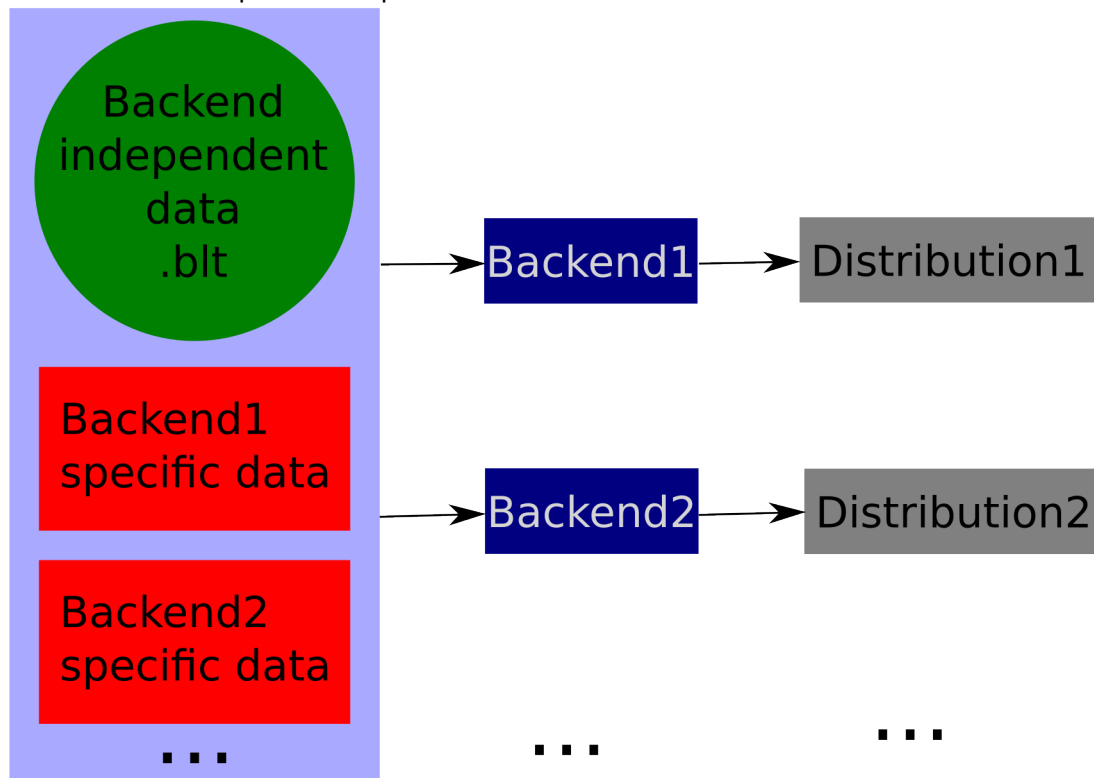 Backend
independent
data
.blt
Backend1
specific data
Backend2
specific data
...
Backend1
Backend2
...
Distribution1
Distribution2
...